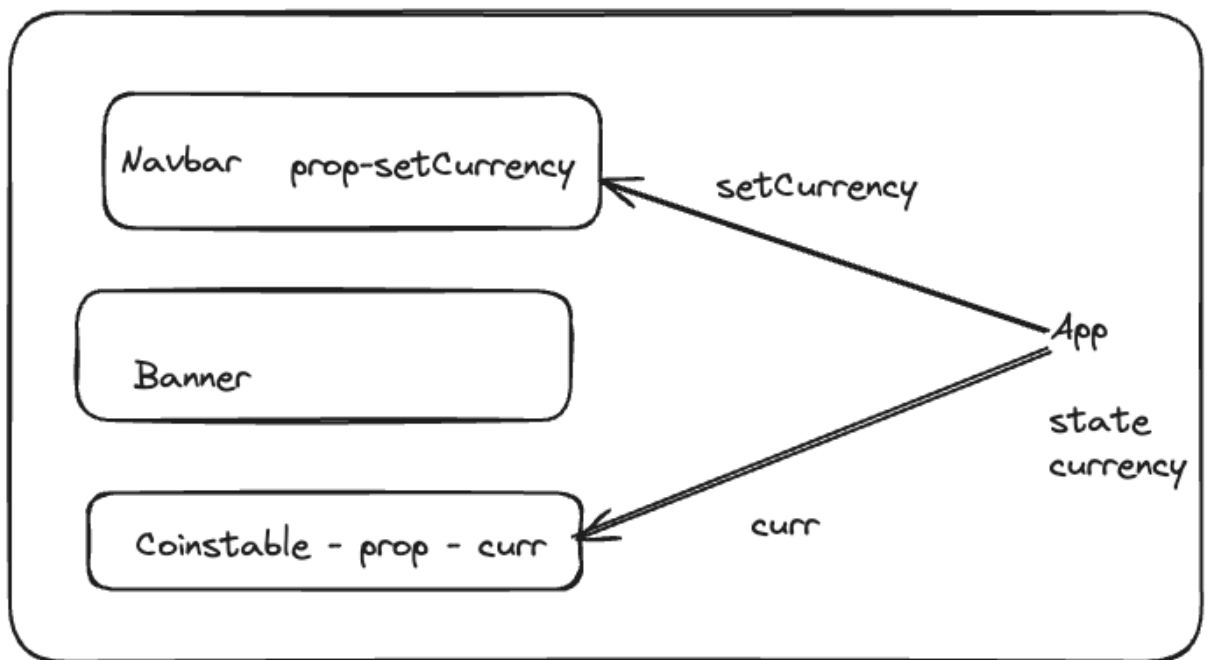 Navbar prop-setCurrency
setCurrency
App
Banner
state
currency
curr
Coinstable - prop - curr